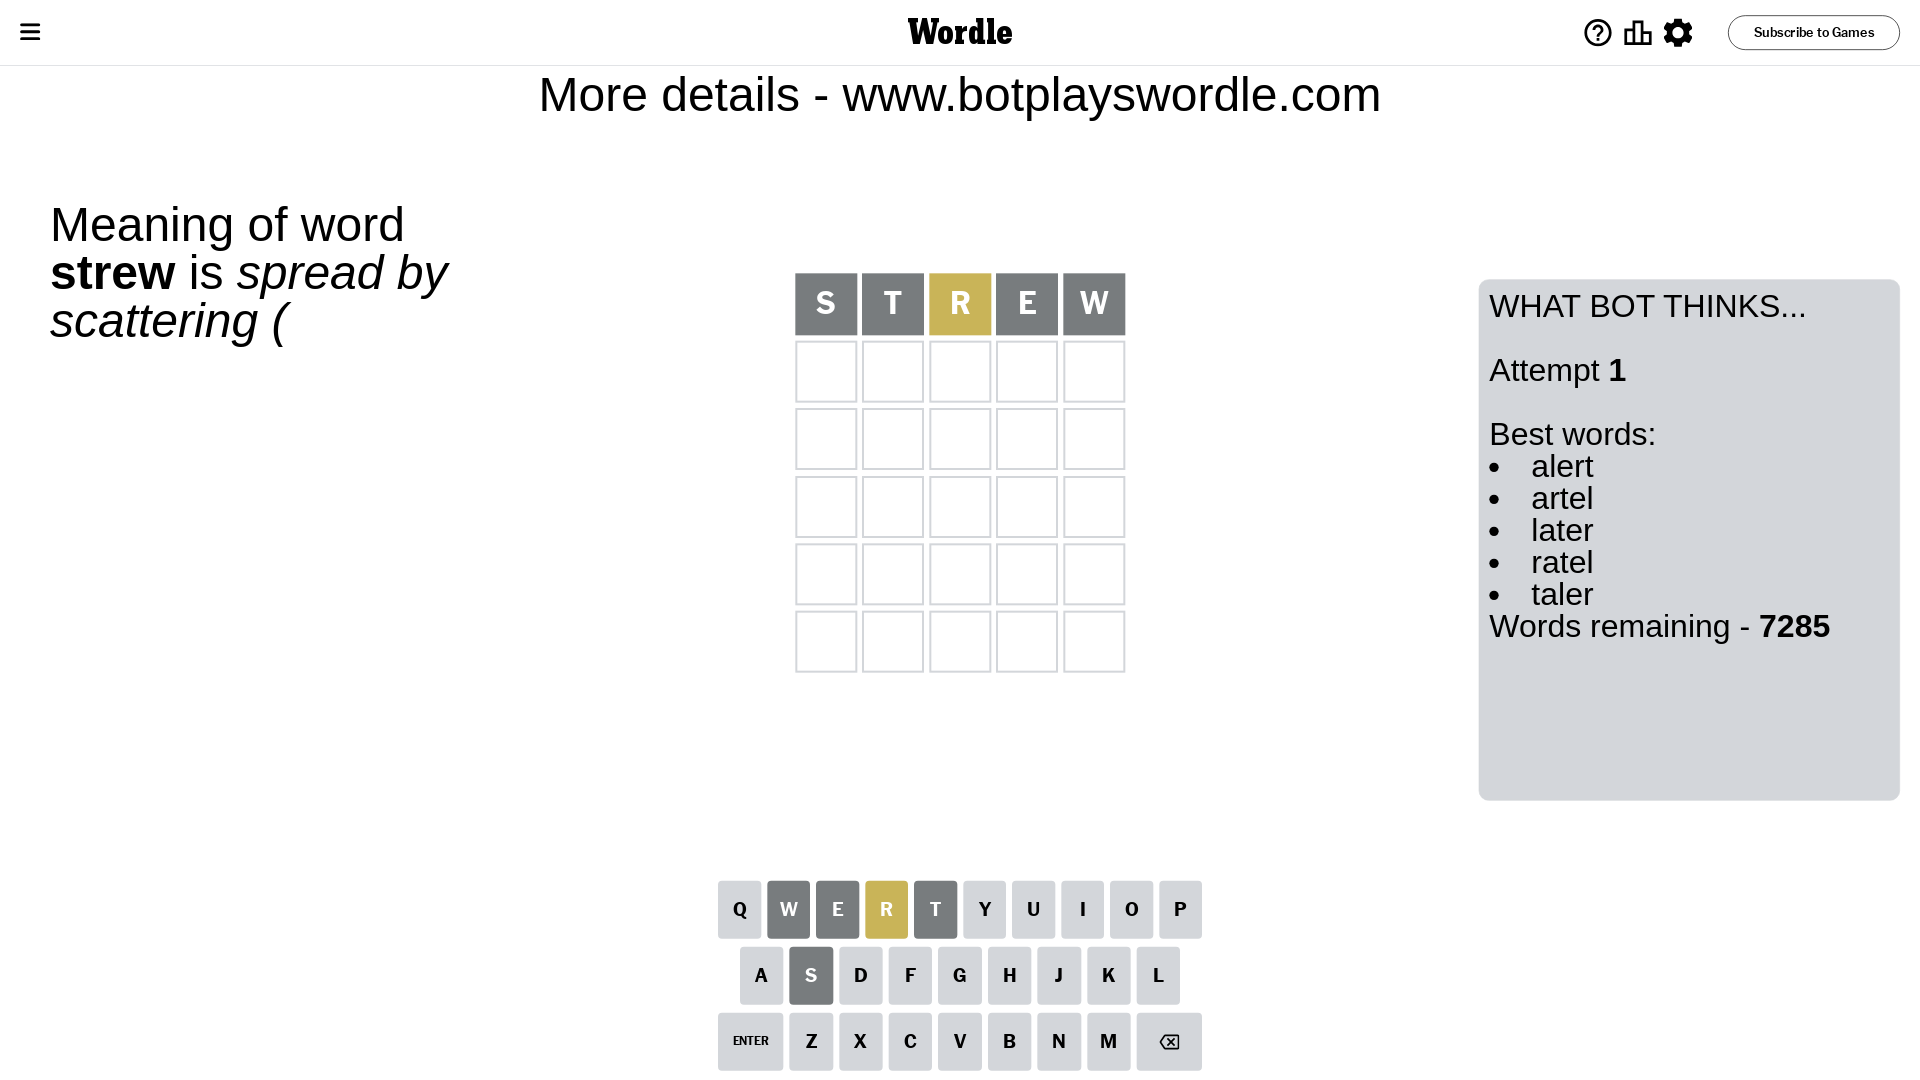 Wordle
Subscribe to Games
More details - www.botplayswordle.com
Meaning of word
strew is spread by
scattering (
S T R E W
WHAT BOT THINKS...
Attempt 1
Best words:
• alert
• artel
• later
• ratel
• taler
Words remaining - 7285
Q W E R T Y U I O P
A S D F G H J K L
ENTER Z X C V B N M